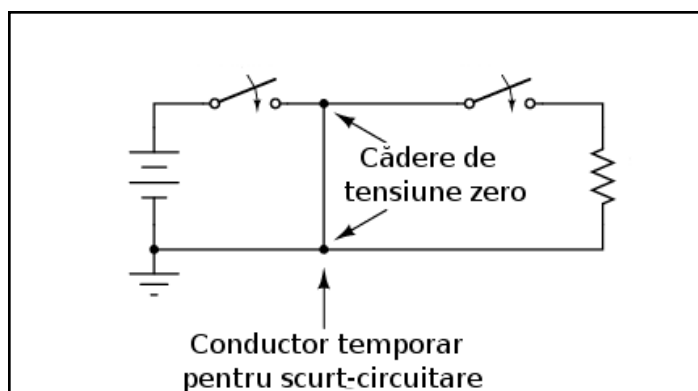 Cădere de
tensiune zero
Conductor temporar
pentru scurt-circuitare